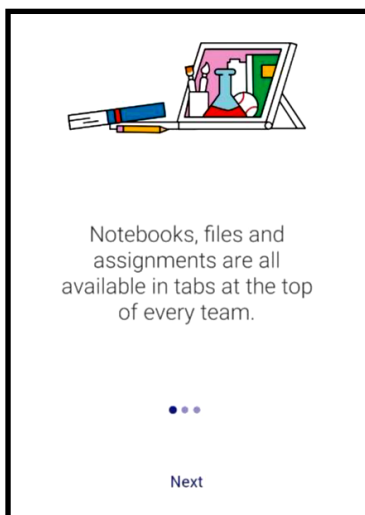 Notebooks, files and
assignments are all
available in tabs at the top
of every team.
Next